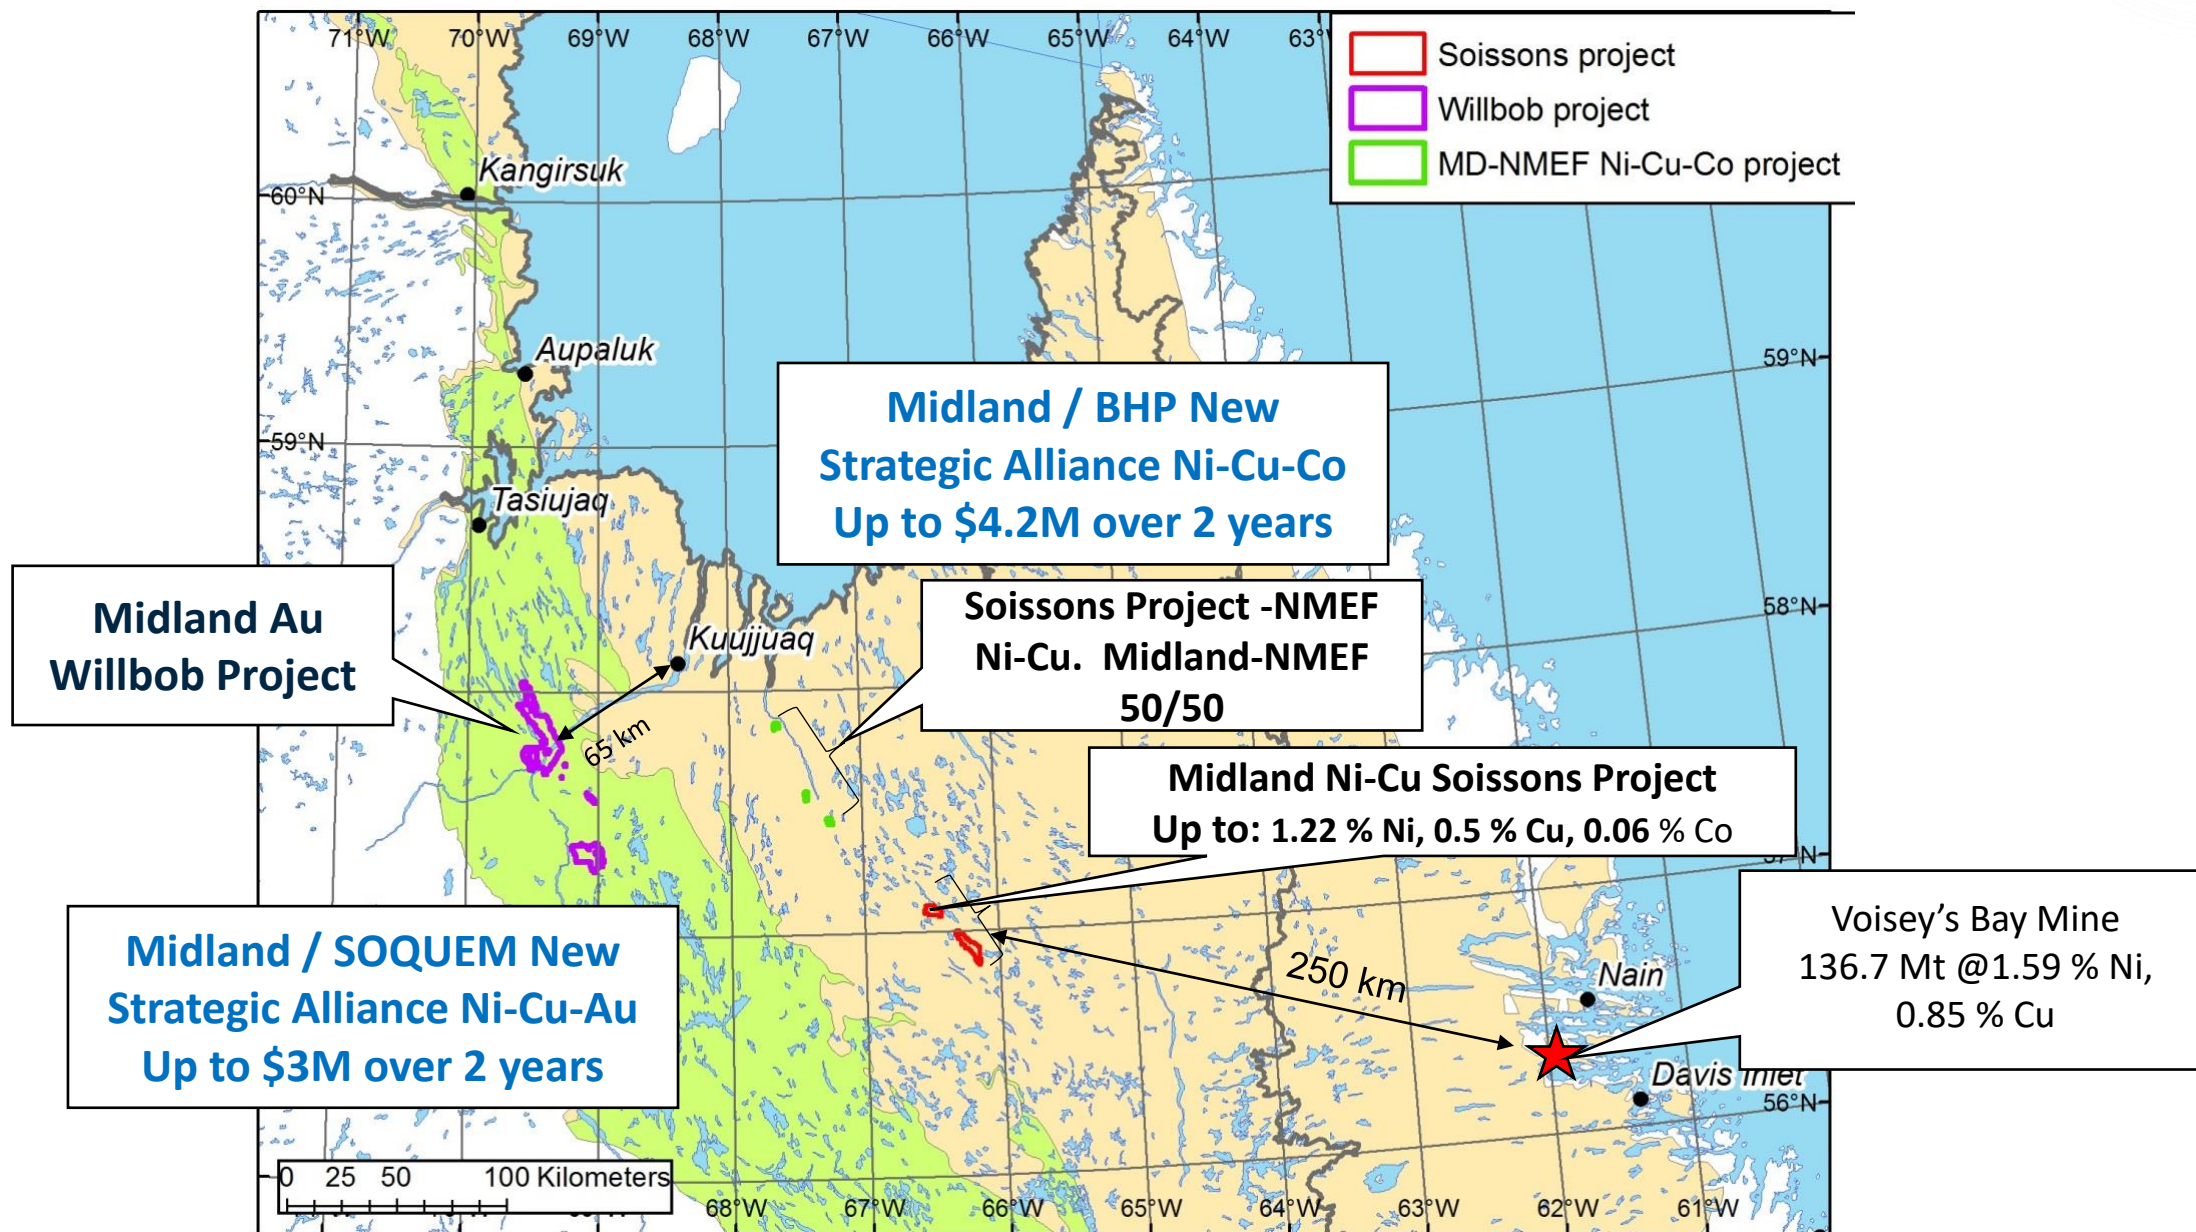 71°W 70°W 69°W 68°W 67°W 66°W 65°W 64°W 63°
Soissons project
Willbob project
MD-NMEF Ni-Cu-Co project
Kangirsuk
60°N
Aupaluk
59°N
59°N
Midland / BHP New
Strategic Alliance Ni-Cu-Co
Up to $4.2M over 2 years
Tasiujaq
Midland Au
Willbob Project
58°N
Soissons Project -NMEF
Ni-Cu. Midland-NMEF
50/50
Kuujjuaq
65 km
Midland Ni-Cu Soissons Project
Up to: 1.22 % Ni, 0.5 % Cu, 0.06 % Co
Midland / SOQUEM New
Strategic Alliance Ni-Cu-Au
Up to $3M over 2 years
Voisey’s Bay Mine
136.7 Mt @1.59 % Ni,
0.85 % Cu
250 km
Nain
Davis Inlet
56°N
0 25 50 100 Kilometers
68°W 67°W 66°W 65°W 64°W 63°W 62°W 61°W